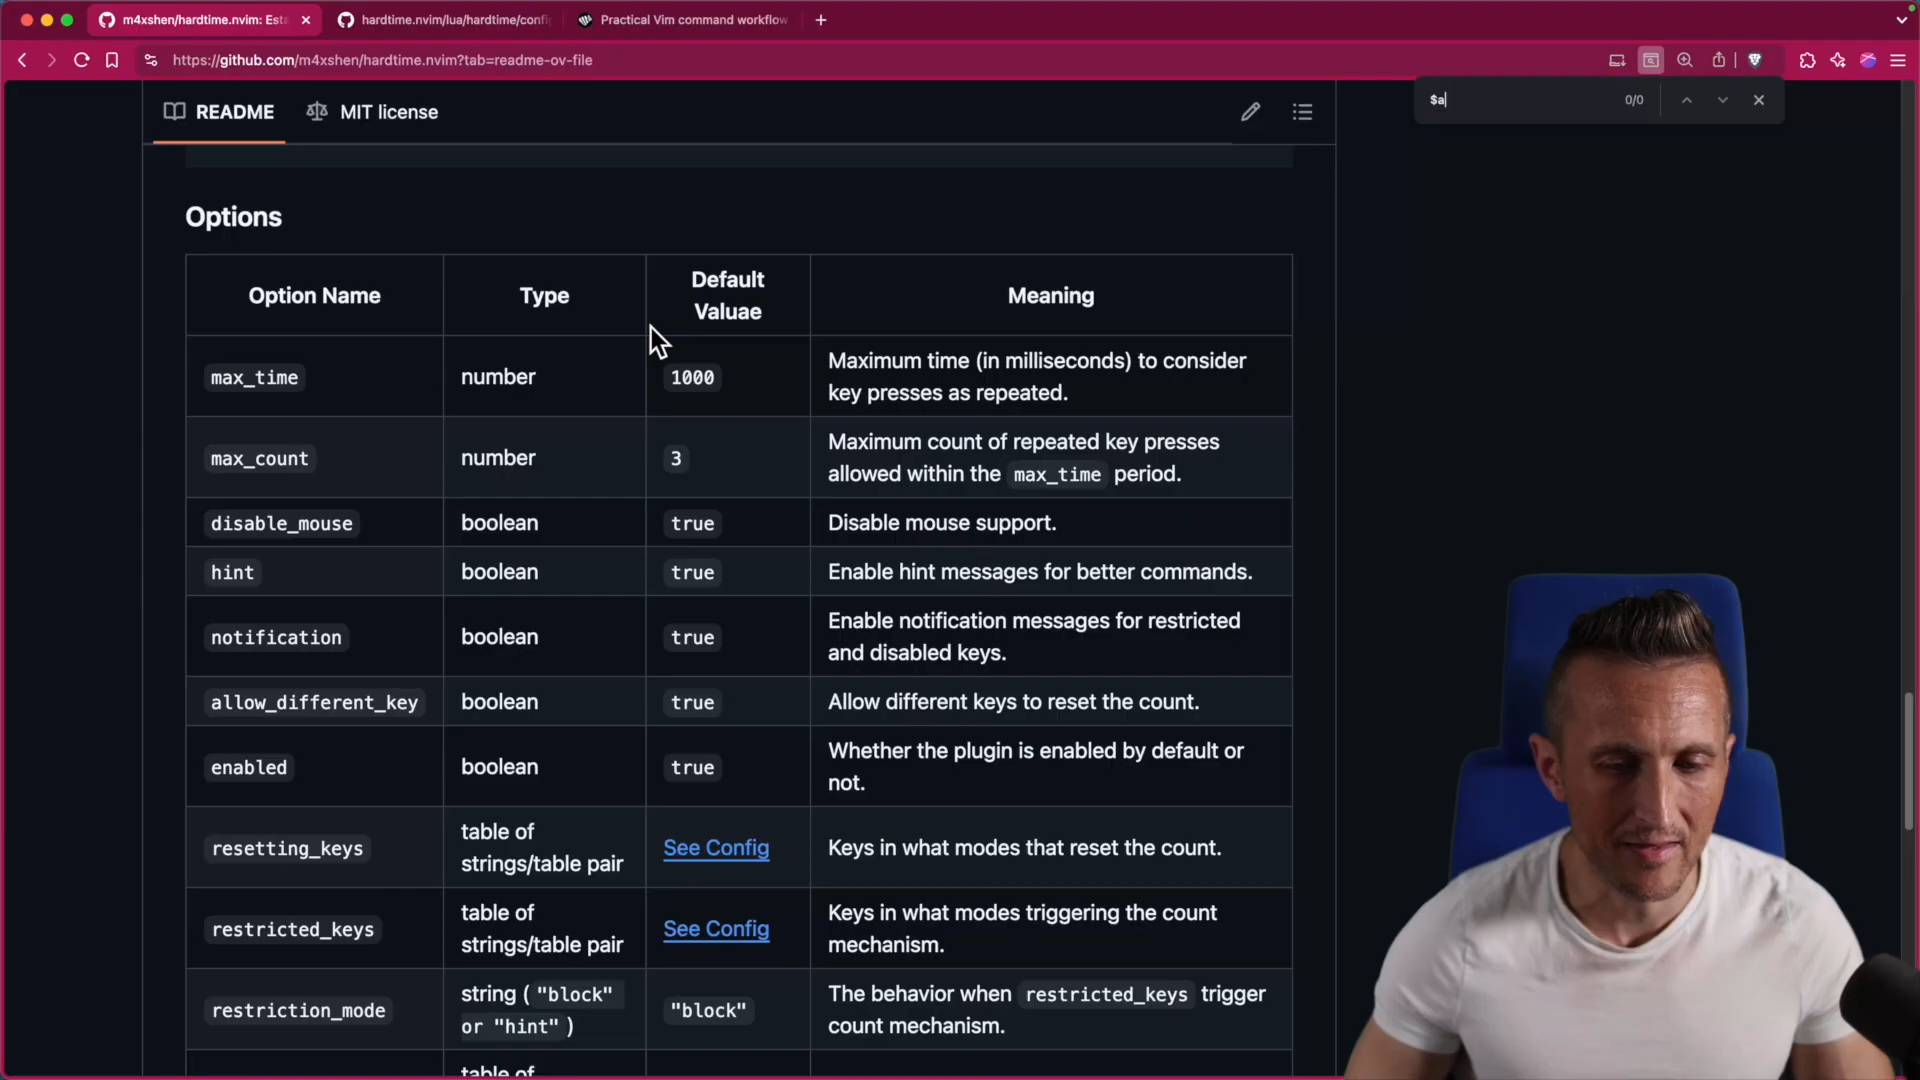 m4xshen/hardtime.nvim: Esta
hardtime.nvim/lua/hardtime/confi
Practical Vim command workflow
https://github.com/m4xshen/hardtime.nvim?tab=readme-ov-file
$a
0/0
README
MIT license
Options
Option Name
Type
Default
Valuae
Meaning
max_time
number
1000
Maximum time (in milliseconds) to consider
key presses as repeated.
max_count
number
3
Maximum count of repeated key presses
allowed within the max_time period.
disable_mouse
boolean
true
Disable mouse support.
hint
boolean
true
Enable hint messages for better commands.
notification
boolean
true
Enable notification messages for restricted
and disabled keys.
allow_different_key
boolean
true
Allow different keys to reset the count.
enabled
boolean
true
Whether the plugin is enabled by default or
not.
resetting_keys
table of
strings/table pair
See Config
Keys in what modes that reset the count.
restricted_keys
table of
strings/table pair
See Config
Keys in what modes triggering the count
mechanism.
restriction_mode
string ( "block"
or "hint" )
"block"
The behavior when restricted_keys trigger
count mechanism.
table of